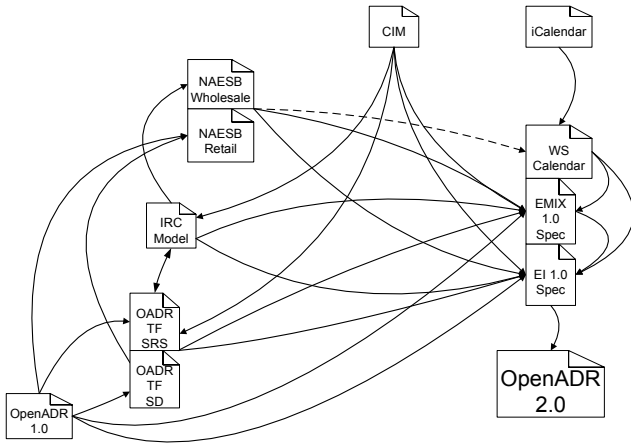 CIM
iCalendar
NAESB
Wholesale
NAESB
Retail
WS
Calendar
EMIX
1.0
Spec
IRC
Model
EI 1.0
Spec
OADR
TF
SRS
OADR
TF
SD
OpenADR
2.0
OpenADR
1.0